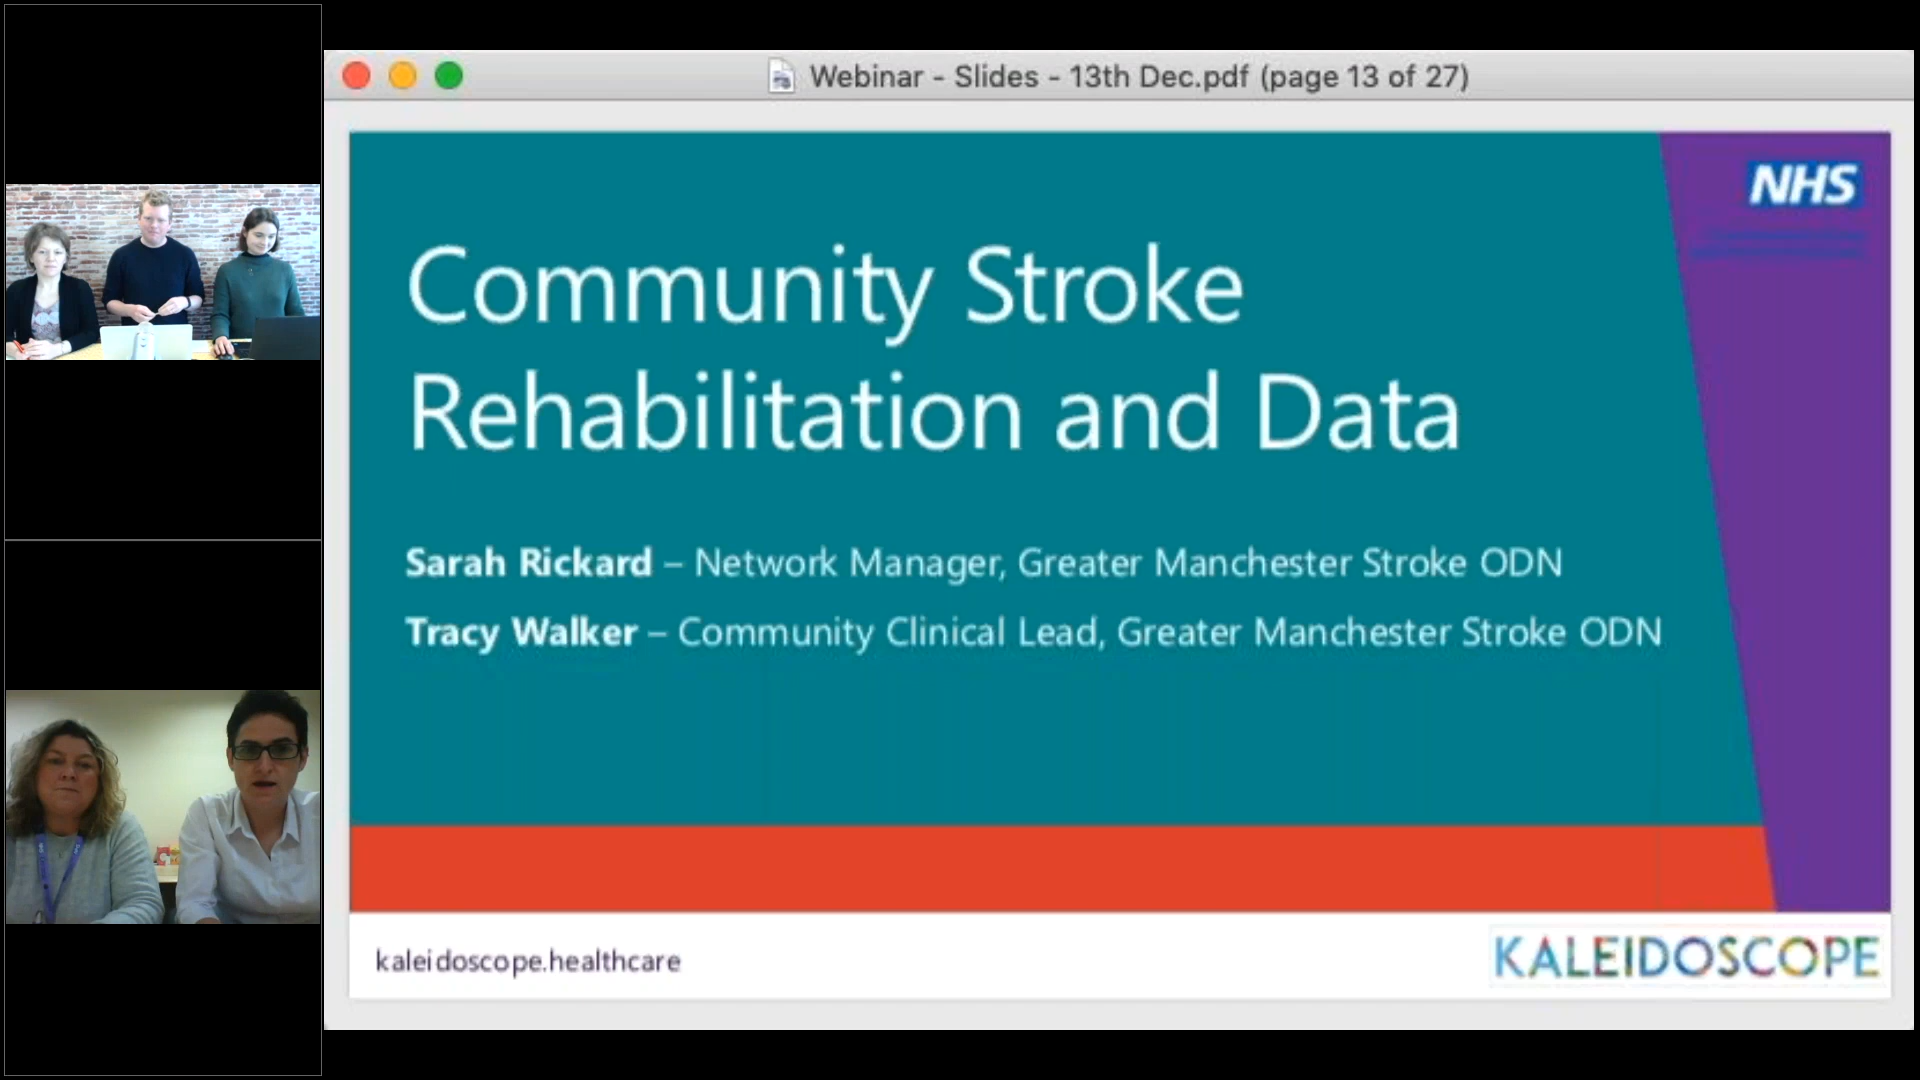 Webinar - Slides - 13th Dec.pdf (page 13 of 27)
NHS
Community Stroke
Rehabilitation and Data
Sarah Rickard – Network Manager, Greater Manchester Stroke ODN
Tracy Walker – Community Clinical Lead, Greater Manchester Stroke ODN
kaleidoscope.healthcare
KALEIDOSCOPE